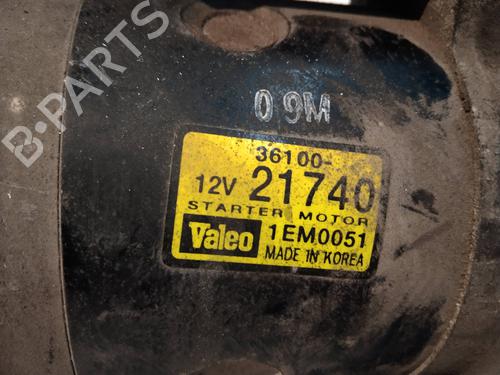 B-PARTS
09M
36100-
12V 21740
STARTER MOTOR
Valeo 1EM0051
MADE IN KOREA